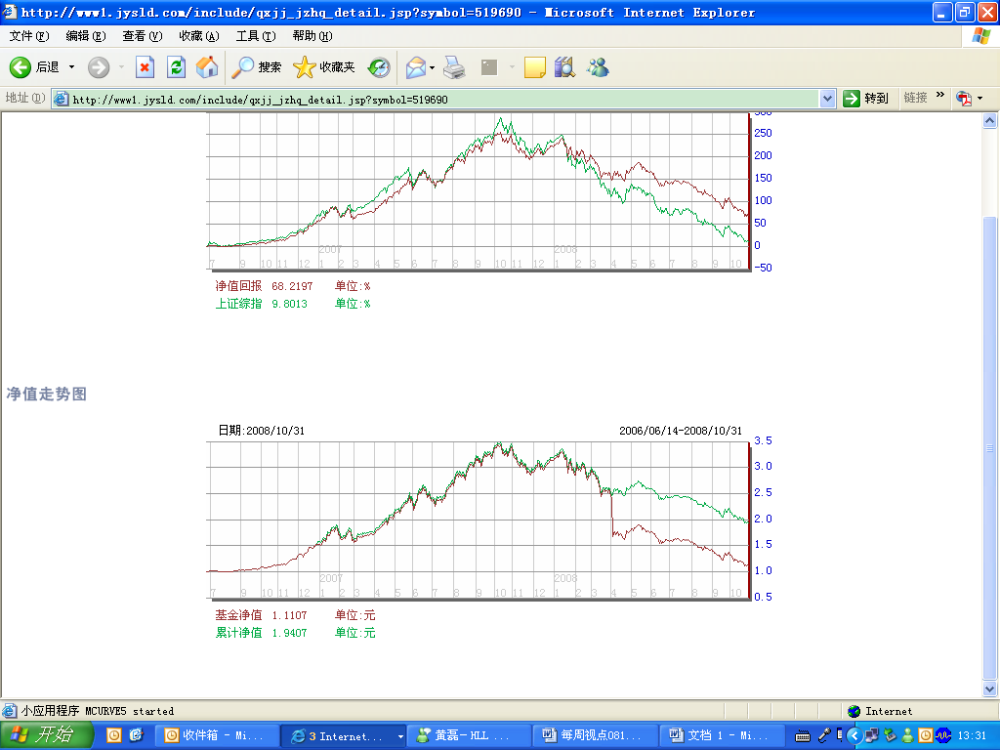 http://www1.jysld.com/include/qxjj_jzhq_detail.jsp?symbol=519690 - Microsoft Internet Explorer
文件(F) 编辑(E) 查看(V) 收藏(A) 工具(T) 帮助(H)
后退 搜索 收藏夹
地址(D) http://www1.jysld.com/include/qxjj_jzhq_detail.jsp?symbol=519690 转到 链接 »
300
250
200
150
100
50
0
-50
2007 2008
7 9 10 11 12 1 2 3 4 5 6 7 8 9 10 11 12 1 2 3 4 5 6 7 8 9 10
净值回报 68.2197 单位:%
上证综指 9.8013 单位:%
净值走势图
日期:2008/10/31 2006/06/14-2008/10/31
3.5
3.0
2.5
2.0
1.5
1.0
0.5
2007 2008
7 9 10 11 12 1 2 3 4 5 6 7 8 9 10 11 12 1 2 3 4 5 6 7 8 9 10
基金净值 1.1107 单位:元
累计净值 1.9407 单位:元
小应用程序 MCURVE5 started Internet
开始 收件箱 - Mi... 3 Internet... 黄磊-HLL ... 每周视点081... 文档 1 - Mi... 13:31